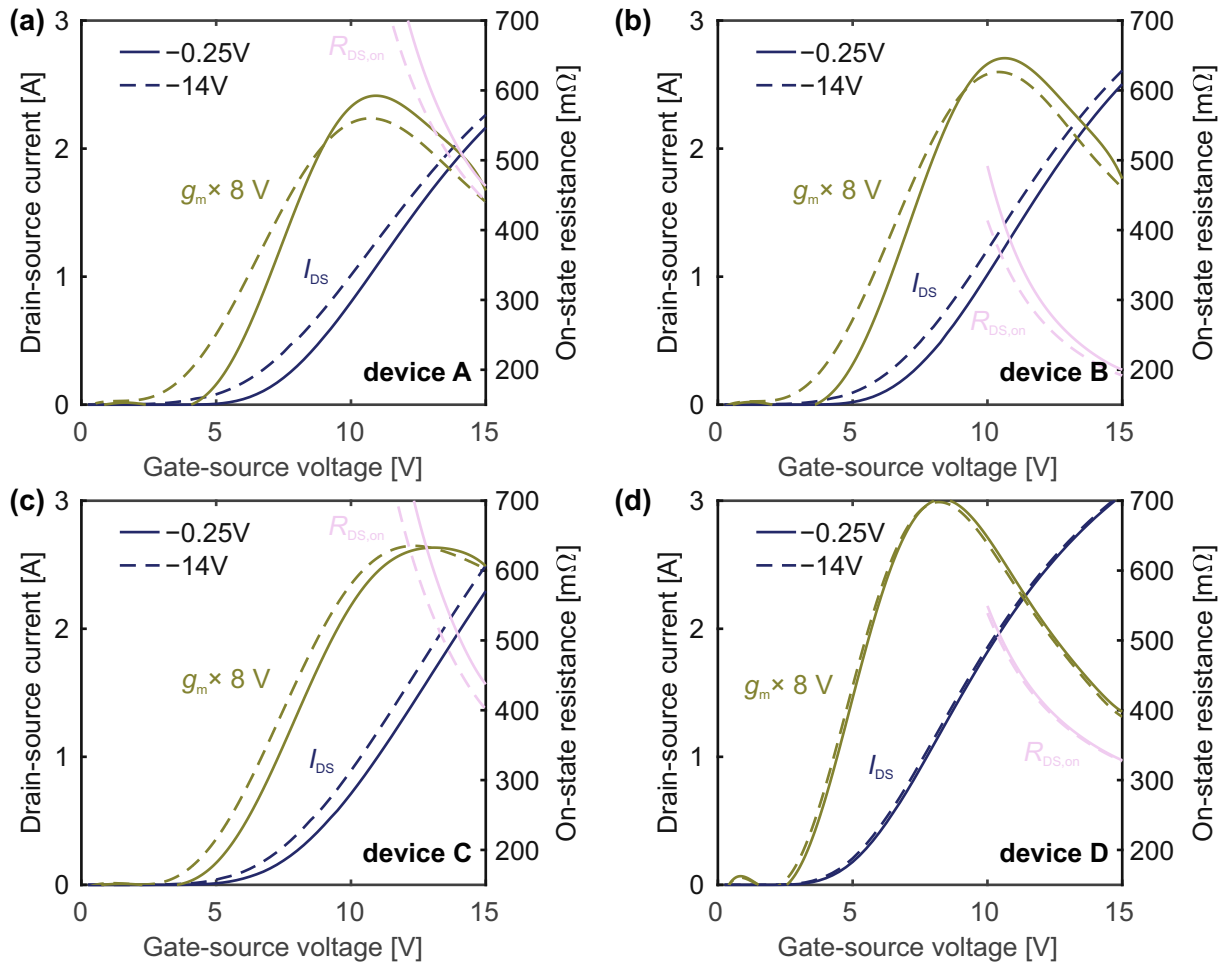 (a)
3
2
1
0
Drain-source current [A]
−0.25V
−14V
R_DS,on
g_m × 8 V
I_DS
device A
700
600
500
400
300
200
On-state resistance [mΩ]
0 5 10 15
Gate-source voltage [V]
(b)
3
2
1
0
Drain-source current [A]
−0.25V
−14V
g_m × 8 V
I_DS
R_DS,on
device B
700
600
500
400
300
200
On-state resistance [mΩ]
0 5 10 15
Gate-source voltage [V]
(c)
3
2
1
0
Drain-source current [A]
−0.25V
−14V
R_DS,on
g_m × 8 V
I_DS
device C
700
600
500
400
300
200
On-state resistance [mΩ]
0 5 10 15
Gate-source voltage [V]
(d)
3
2
1
0
Drain-source current [A]
−0.25V
−14V
g_m × 8 V
I_DS
R_DS,on
device D
700
600
500
400
300
200
On-state resistance [mΩ]
0 5 10 15
Gate-source voltage [V]